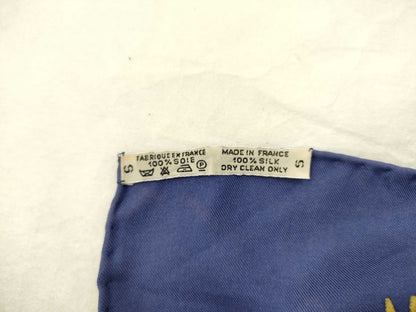 S
FABRIQUE EN FRANCE
100% SOIE
P
MADE IN FRANCE
100% SILK
DRY CLEAN ONLY
S